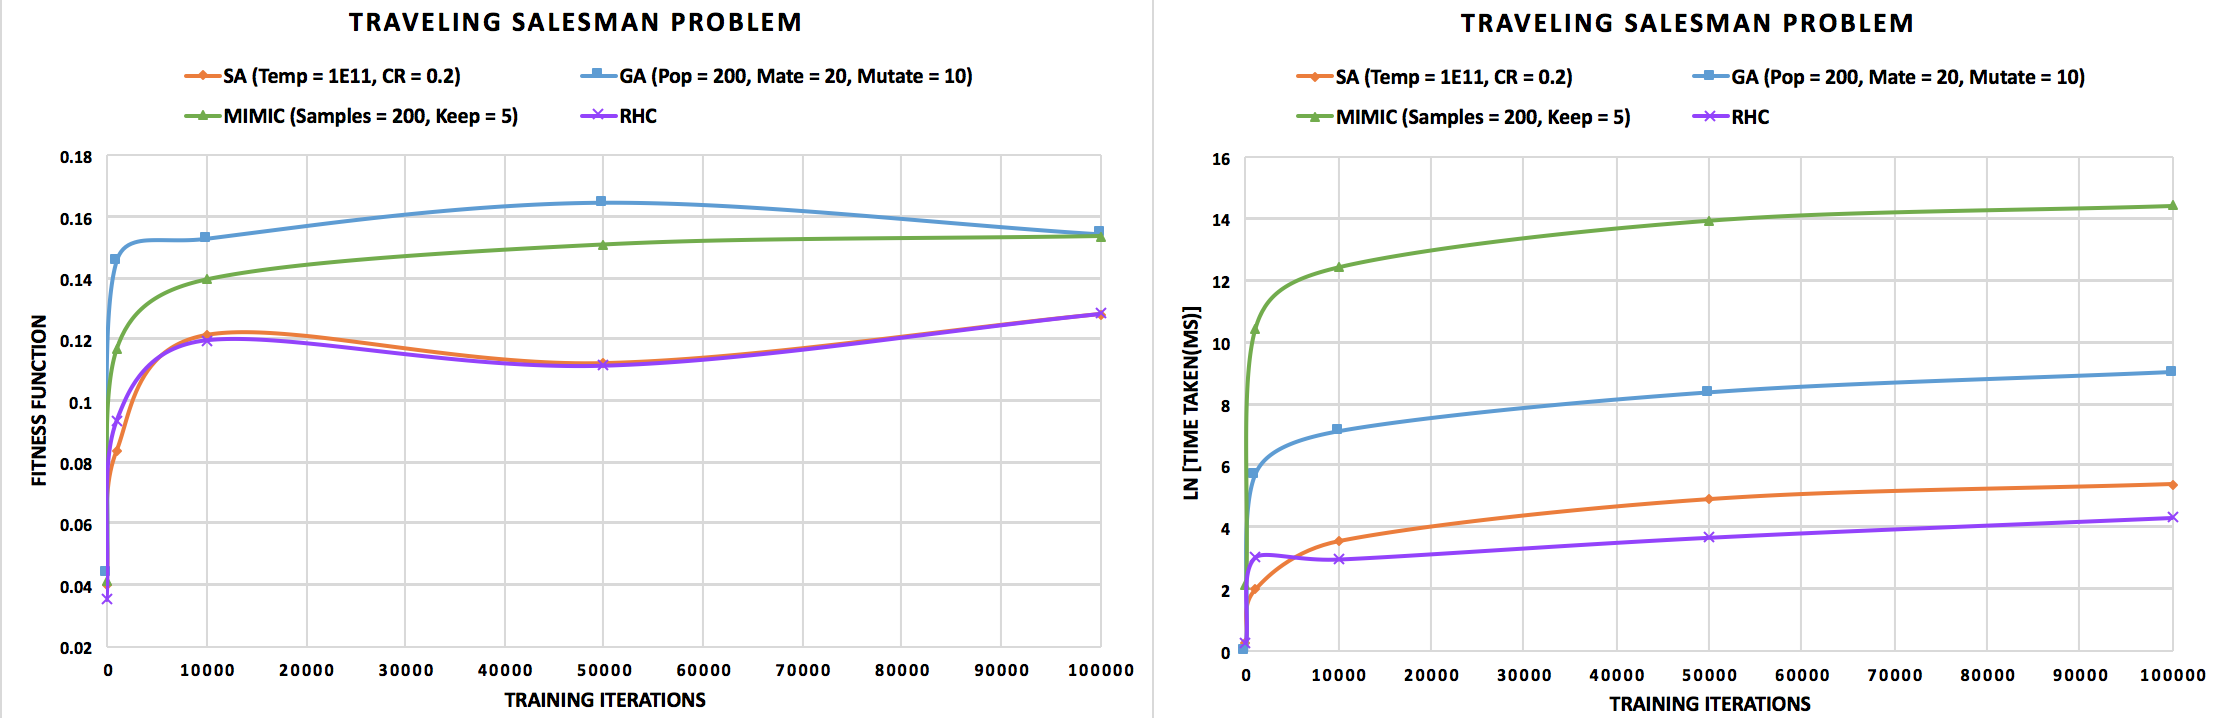 TRAVELING SALESMAN PROBLEM
SA (Temp = 1E11, CR = 0.2)
GA (Pop = 200, Mate = 20, Mutate = 10)
MIMIC (Samples = 200, Keep = 5)
RHC
0.18
0.16
0.14
0.12
0.1
0.08
0.06
0.04
0.02
FITNESS FUNCTION
0 10000 20000 30000 40000 50000 60000 70000 80000 90000 100000
TRAINING ITERATIONS
TRAVELING SALESMAN PROBLEM
SA (Temp = 1E11, CR = 0.2)
GA (Pop = 200, Mate = 20, Mutate = 10)
MIMIC (Samples = 200, Keep = 5)
RHC
16
14
12
10
8
6
4
2
0
LN [TIME TAKEN(MS)]
0 10000 20000 30000 40000 50000 60000 70000 80000 90000 100000
TRAINING ITERATIONS